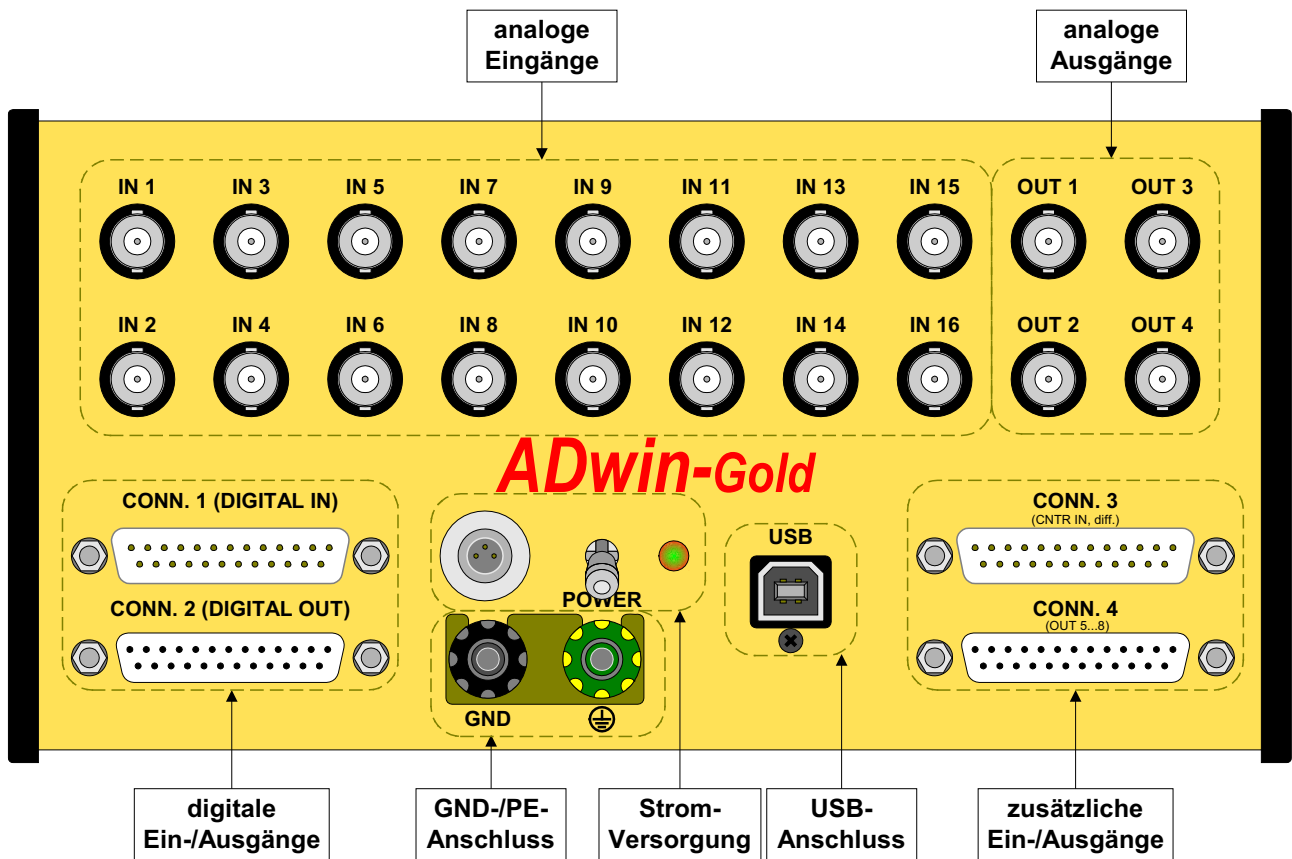 analoge
Eingänge
analoge
Ausgänge
IN 1 IN 3 IN 5 IN 7 IN 9 IN 11 IN 13 IN 15 OUT 1 OUT 3
IN 2 IN 4 IN 6 IN 8 IN 10 IN 12 IN 14 IN 16 OUT 2 OUT 4
ADwin-Gold
CONN. 1 (DIGITAL IN)
CONN. 2 (DIGITAL OUT)
POWER
GND
USB
CONN. 3
(CNTR IN, diff.)
CONN. 4
(OUT 5...8)
digitale
Ein-/Ausgänge
GND-/PE-
Anschluss
Strom-
Versorgung
USB-
Anschluss
zusätzliche
Ein-/Ausgänge